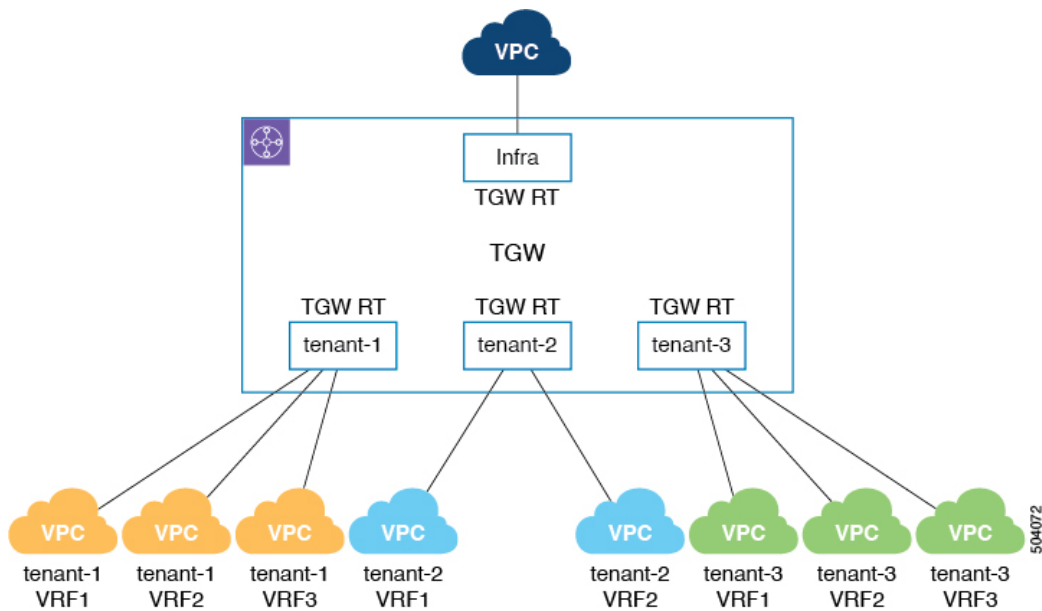 VPC
Infra
TGW RT
TGW
TGW RT TGW RT TGW RT
tenant-1 tenant-2 tenant-3
VPC VPC VPC VPC VPC VPC VPC VPC
tenant-1 tenant-1 tenant-1 tenant-2 tenant-2 tenant-3 tenant-3 tenant-3
VRF1 VRF2 VRF3 VRF1 VRF2 VRF1 VRF2 VRF3
504072